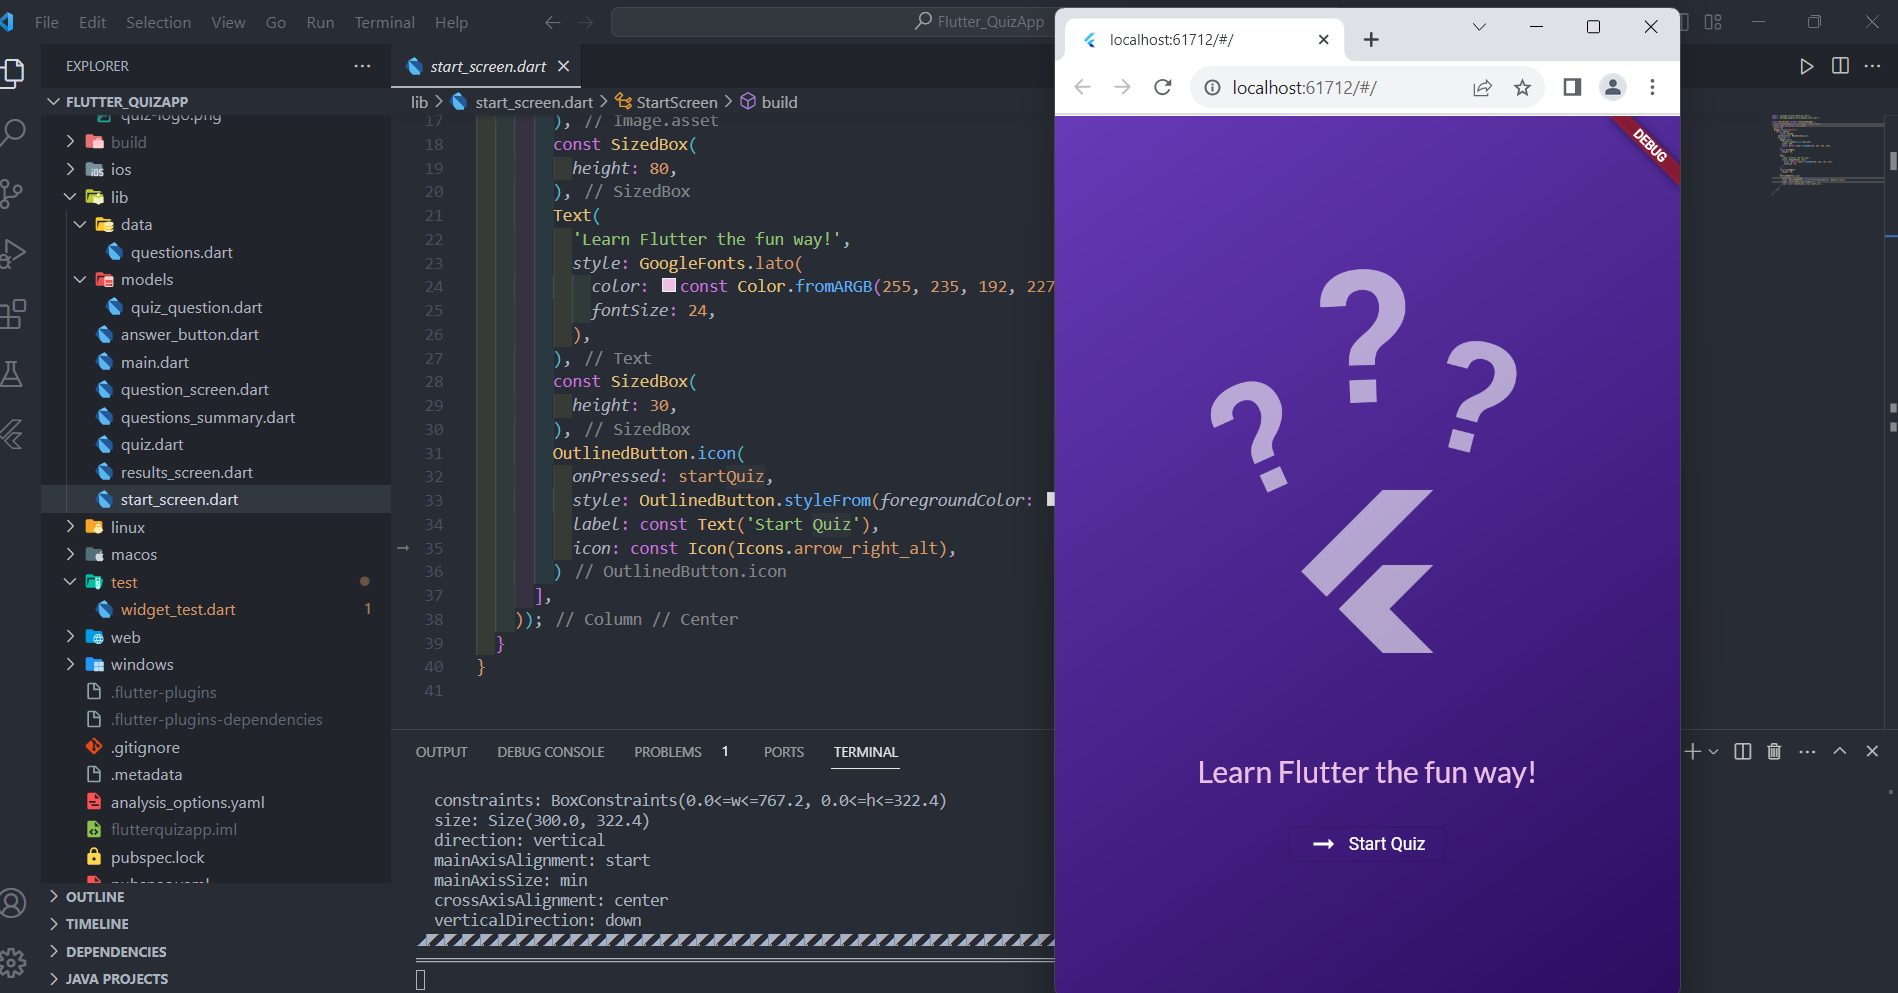 File Edit Selection View Go Run Terminal Help
Flutter_QuizApp
EXPLORER
FLUTTER_QUIZAPP
quiz-logo.png
build
ios
lib
data
questions.dart
models
quiz_question.dart
answer_button.dart
main.dart
question_screen.dart
questions_summary.dart
quiz.dart
results_screen.dart
start_screen.dart
linux
macos
test
widget_test.dart 1
web
windows
.flutter-plugins
.flutter-plugins-dependencies
.gitignore
.metadata
analysis_options.yaml
flutterquizapp.iml
pubspec.lock
pubspec.yaml
OUTLINE
TIMELINE
DEPENDENCIES
JAVA PROJECTS
start_screen.dart
lib > start_screen.dart > StartScreen > build
17 ), // Image.asset
18 const SizedBox(
19 height: 80,
20 ), // SizedBox
21 Text(
22 'Learn Flutter the fun way!',
23 style: GoogleFonts.lato(
24 color: const Color.fromARGB(255, 235, 192, 227
25 fontSize: 24,
26 ),
27 ), // Text
28 const SizedBox(
29 height: 30,
30 ), // SizedBox
31 OutlinedButton.icon(
32 onPressed: startQuiz,
33 style: OutlinedButton.styleFrom(foregroundColor:
34 label: const Text('Start Quiz'),
35 icon: const Icon(Icons.arrow_right_alt),
36 ) // OutlinedButton.icon
37 ],
38 )); // Column // Center
39 }
40 }
41
OUTPUT DEBUG CONSOLE PROBLEMS 1 PORTS TERMINAL
constraints: BoxConstraints(0.0<=w<=767.2, 0.0<=h<=322.4)
size: Size(300.0, 322.4)
direction: vertical
mainAxisAlignment: start
mainAxisSize: min
crossAxisAlignment: center
verticalDirection: down
localhost:61712/#/
localhost:61712/#/
DEBUG
? ? ?
Learn Flutter the fun way!
Start Quiz